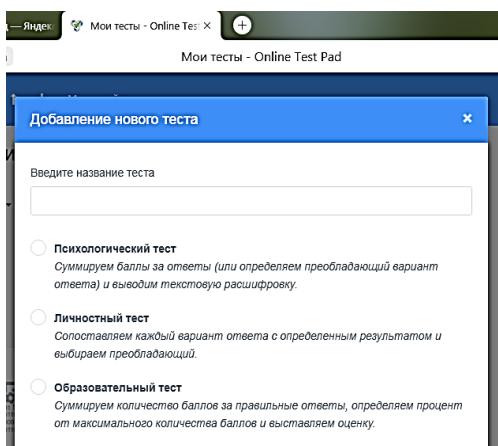 — Яндек
Мои тесты - Online Tes
Мои тесты - Online Test Pad
Добавление нового теста
Введите название теста
Психологический тест
Суммируем баллы за ответы (или определяем преобладающий вариант
ответа) и выводим текстовую расшифровку.
Личностный тест
Сопоставляем каждый вариант ответа с определенным результатом и
выбираем преобладающий.
Образовательный тест
Суммируем количество баллов за правильные ответы, определяем процент
от максимального количества баллов и выставляем оценку.